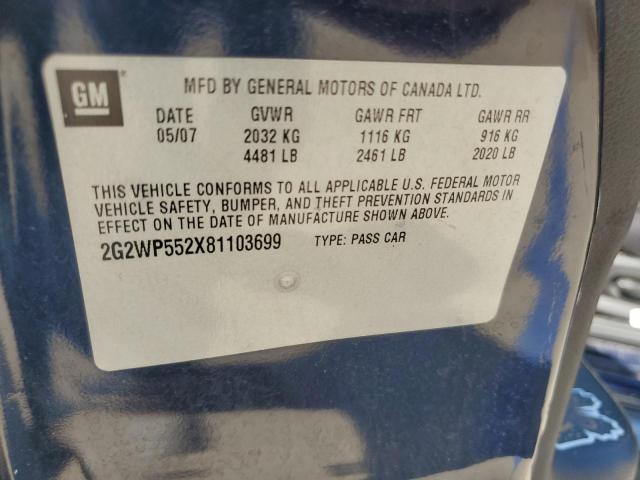 GM
MFD BY GENERAL MOTORS OF CANADA LTD.
DATE GVWR GAWR FRT GAWR RR
05/07 2032 KG 1116 KG 916 KG
4481 LB 2461 LB 2020 LB
THIS VEHICLE CONFORMS TO ALL APPLICABLE U.S. FEDERAL MOTOR
VEHICLE SAFETY, BUMPER, AND THEFT PREVENTION STANDARDS IN
EFFECT ON THE DATE OF MANUFACTURE SHOWN ABOVE.
2G2WP552X81103699 TYPE: PASS CAR